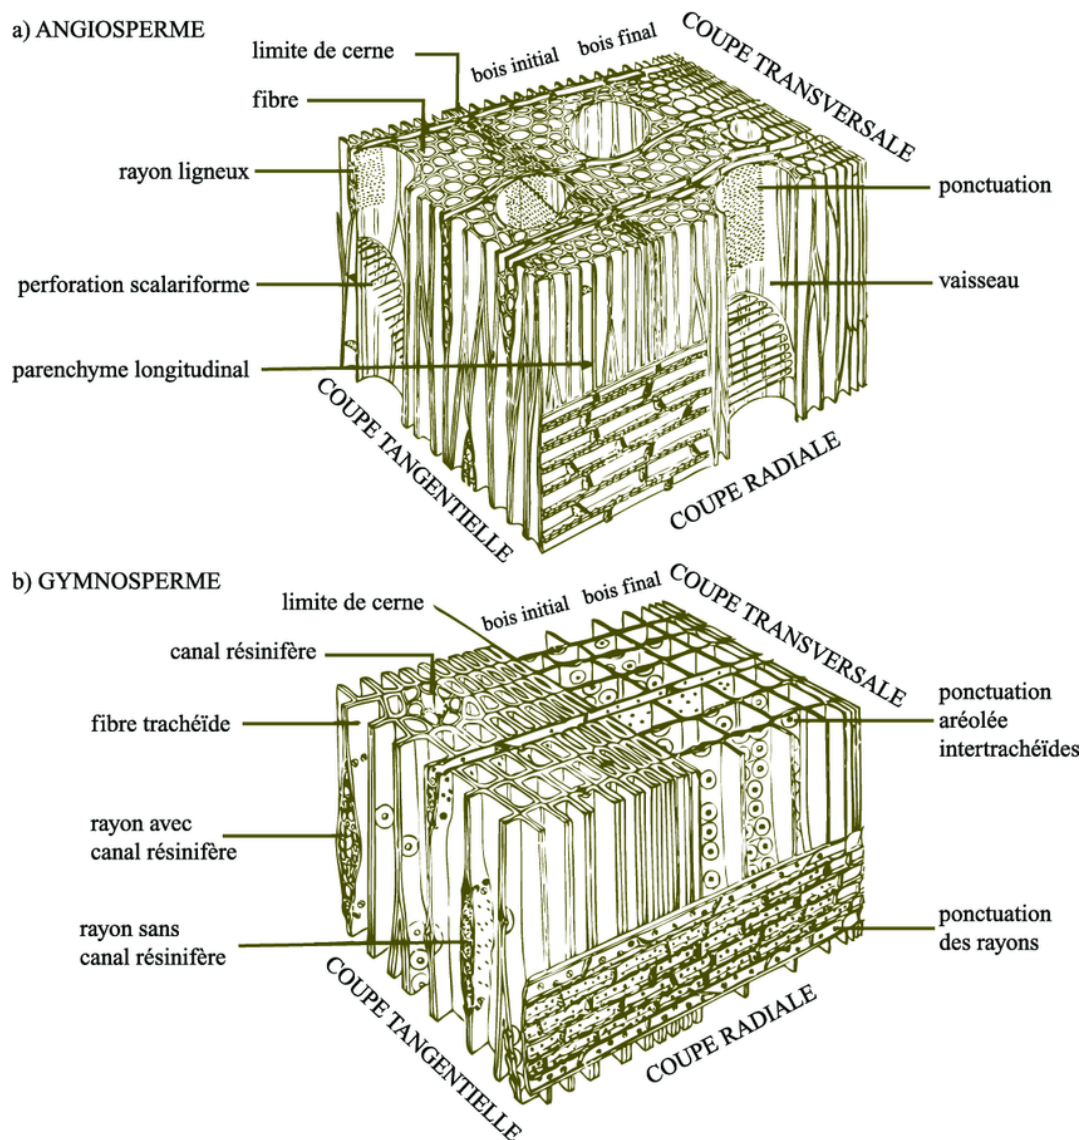 a) ANGIOSPERME
limite de cerne
bois initial
bois final
COUPE TRANSVERSALE
fibre
rayon ligneux
ponctuation
perforation scalariforme
vaisseau
parenchyme longitudinal
COUPE TANGENTIELLE
COUPE RADIALE
b) GYMNOSPERME
limite de cerne
bois initial
bois final
COUPE TRANSVERSALE
canal résinifère
fibre trachéïde
ponctuation
aréolée
intertrachéïdes
rayon avec
canal résinifère
rayon sans
canal résinifère
ponctuation
des rayons
COUPE TANGENTIELLE
COUPE RADIALE